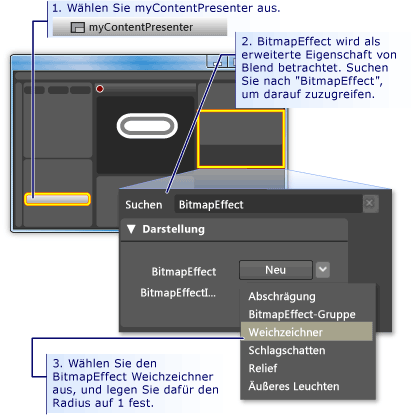 1. Wählen Sie myContentPresenter aus.
myContentPresenter
2. BitmapEffect wird als
erweiterte Eigenschaft von
Blend betrachtet. Suchen
Sie nach "BitmapEffect",
um darauf zuzugreifen.
Suchen BitmapEffect
Darstellung
BitmapEffect Neu
BitmapEffectI...
Abschrägung
BitmapEffect-Gruppe
Weichzeichner
Schlagschatten
Relief
Äußeres Leuchten
3. Wählen Sie den
BitmapEffect Weichzeichner
aus, und legen Sie dafür den
Radius auf 1 fest.